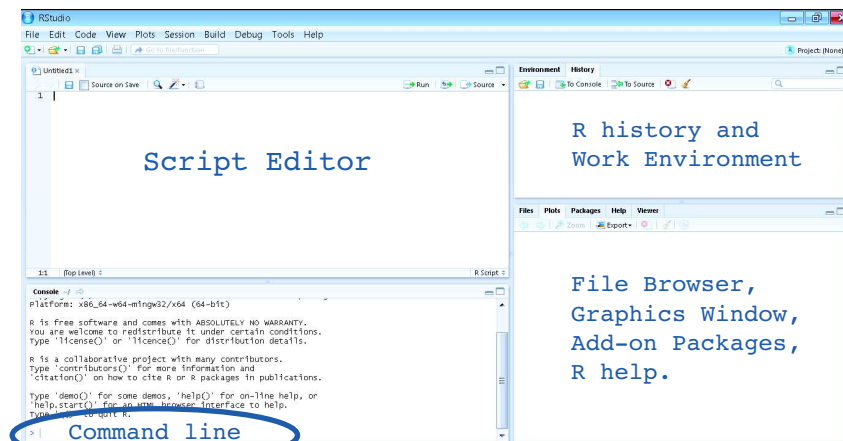 RStudio
File Edit Code View Plots Session Build Debug Tools Help
Go to file/function
Project: (None)
Untitled1
Source on Save
Run
Source
1
Script Editor
1:1 (Top Level)
R Script
Console ~/
Platform: x86_64-w64-mingw32/x64 (64-bit)
R is free software and comes with ABSOLUTELY NO WARRANTY.
You are welcome to redistribute it under certain conditions.
Type 'license()' or 'licence()' for distribution details.
R is a collaborative project with many contributors.
Type 'contributors()' for more information and
'citation()' on how to cite R or R packages in publications.
Type 'demo()' for some demos, 'help()' for on-line help, or
'help.start()' for an HTML browser interface to help.
Type to quit R.
>
Command line
Environment History
To Console To Source
R history and
Work Environment
Files Plots Packages Help Viewer
Zoom Export
File Browser,
Graphics Window,
Add-on Packages,
R help.